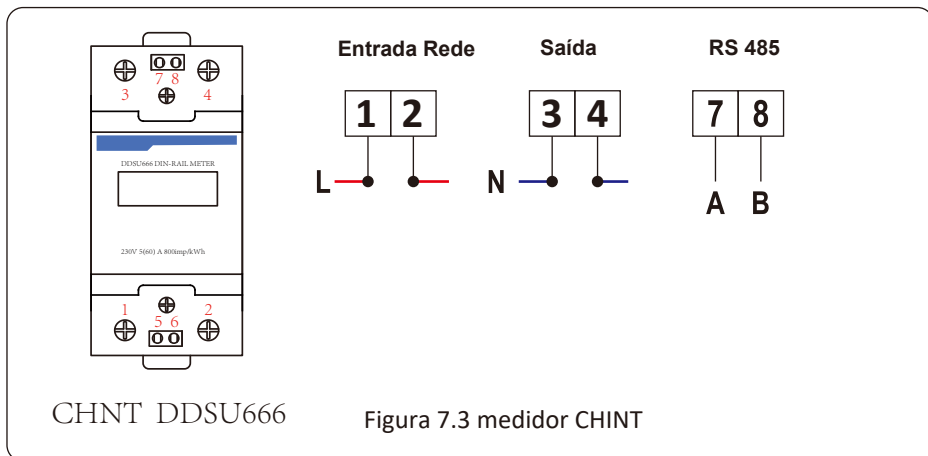 Entrada Rede Saída RS 485
7 8
3 4
1 2 3 4 7 8
DDSU666 DIN-RAIL METER
L N
A B
230V 5(60) A 800imp/kWh
1 2
5 6
CHNT DDSU666
Figura 7.3 medidor CHINT